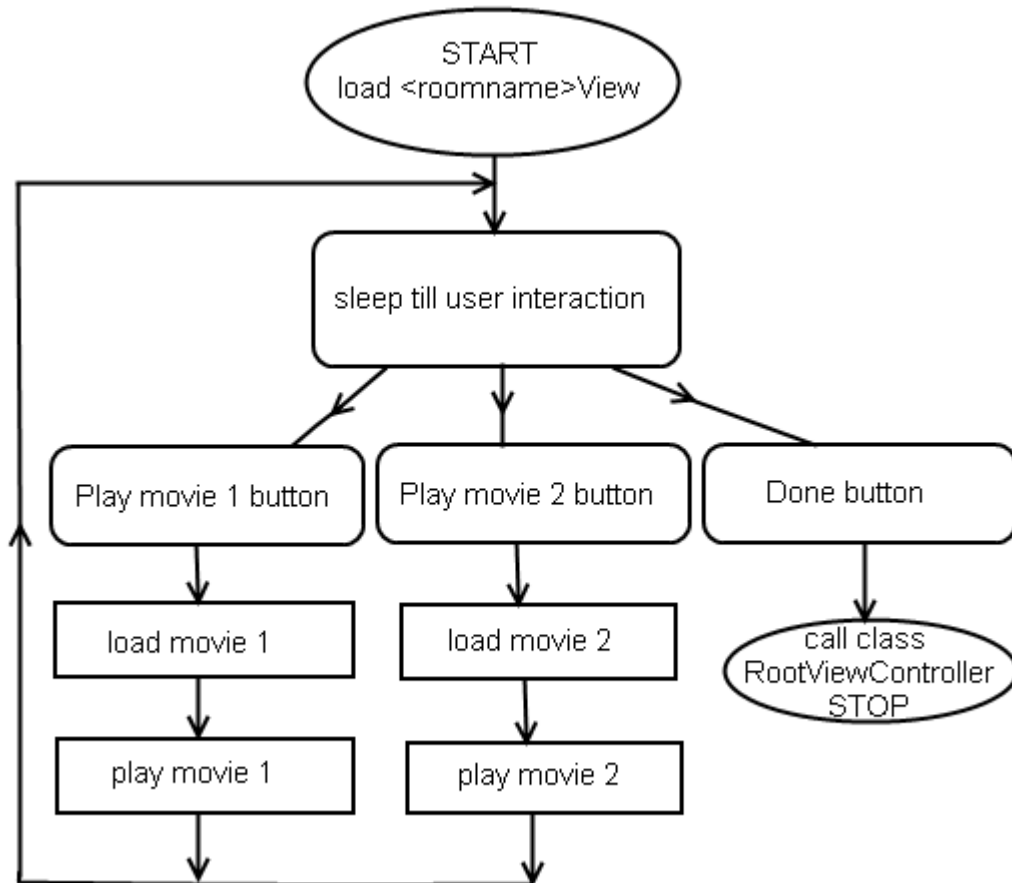 START
load <roomname>View
sleep till user interaction
Play movie 1 button
Play movie 2 button
Done button
load movie 1
load movie 2
call class
RootViewController
STOP
play movie 1
play movie 2